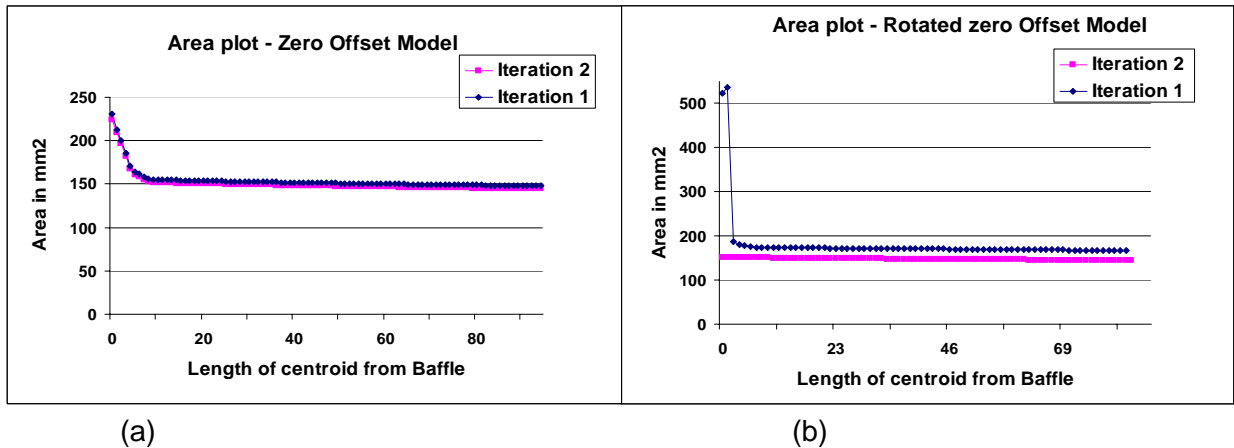 Area plot - Zero Offset Model
Iteration 2
Iteration 1
250
200
150
100
50
0
Area in mm2
0 20 40 60 80
Length of centroid from Baffle
(a)
Area plot - Rotated zero Offset Model
Iteration 2
Iteration 1
500
400
300
200
100
0
Area in mm2
0 23 46 69
Length of centroid from Baffle
(b)